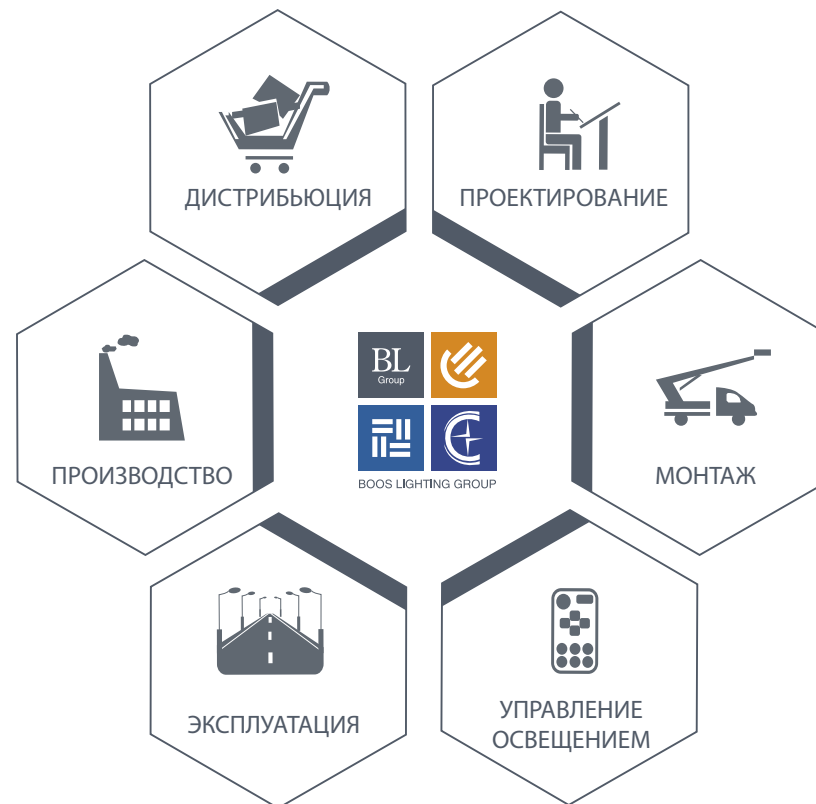 ДИСТРИБЬЮЦИЯ
ПРОЕКТИРОВАНИЕ
BL
Group
BOOS LIGHTING GROUP
ПРОИЗВОДСТВО
МОНТАЖ
ЭКСПЛУАТАЦИЯ
УПРАВЛЕНИЕ
ОСВЕЩЕНИЕМ